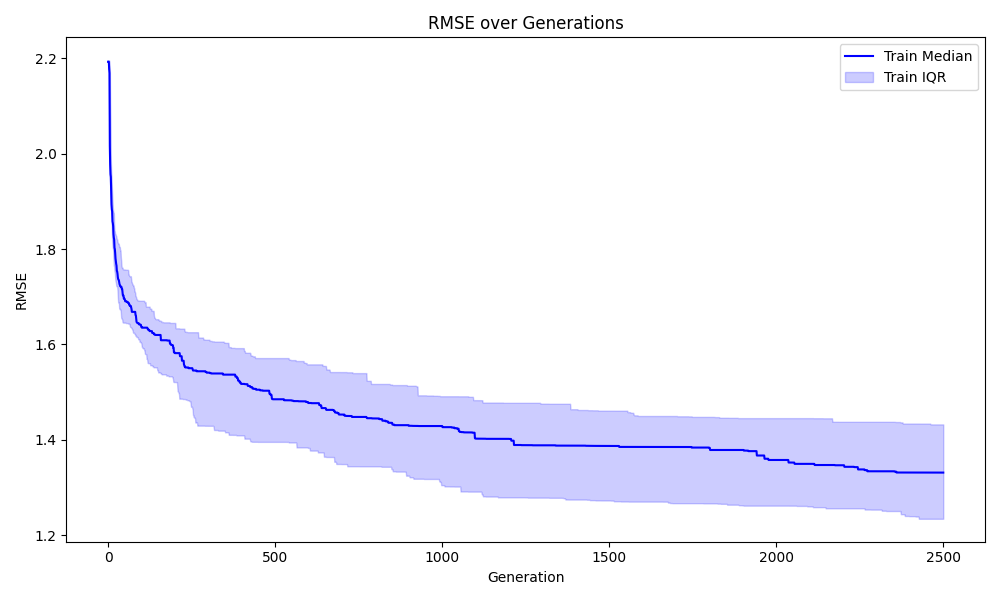 RMSE over Generations
Train Median
Train IQR
RMSE
2.2
2.0
1.8
1.6
1.4
1.2
0 500 1000 1500 2000 2500
Generation